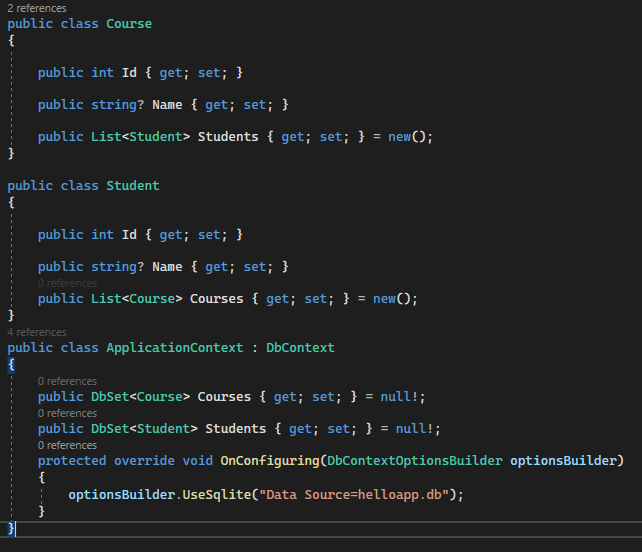 2 references
public class Course
{
public int Id { get; set; }
public string? Name { get; set; }
public List<Student> Students { get; set; } = new();
}
public class Student
{
public int Id { get; set; }
public string? Name { get; set; }
0 references
public List<Course> Courses { get; set; } = new();
}
4 references
public class ApplicationContext : DbContext
{
0 references
public DbSet<Course> Courses { get; set; } = null!;
0 references
public DbSet<Student> Students { get; set; } = null!;
0 references
protected override void OnConfiguring(DbContextOptionsBuilder optionsBuilder)
{
optionsBuilder.UseSqlite("Data Source=helloapp.db");
}
}